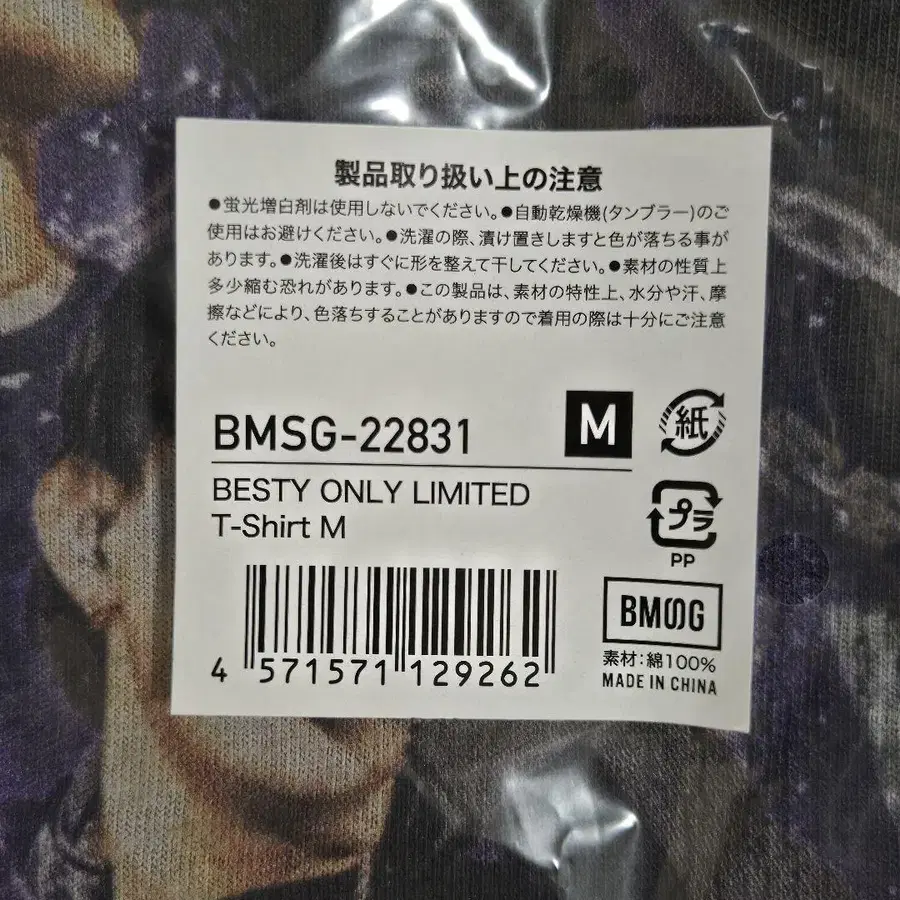 製品取り扱い上の注意
●蛍光増白剤は使用しないでください。●自動乾燥機(タンブラー)のご
使用はお避けください。●洗濯の際、漬け置きしますと色が落ちる事が
あります。●洗濯後はすぐに形を整えて干してください。●素材の性質上
多少縮む恐れがあります。●この製品は、素材の特性上、水分や汗、摩
擦などにより、色落ちすることがありますので着用の際は十分にご注意
ください。
BMSG-22831
M
紙
BESTY ONLY LIMITED
T-Shirt M
プラ
PP
BMSG
素材:綿100%
MADE IN CHINA
4 571571 129262